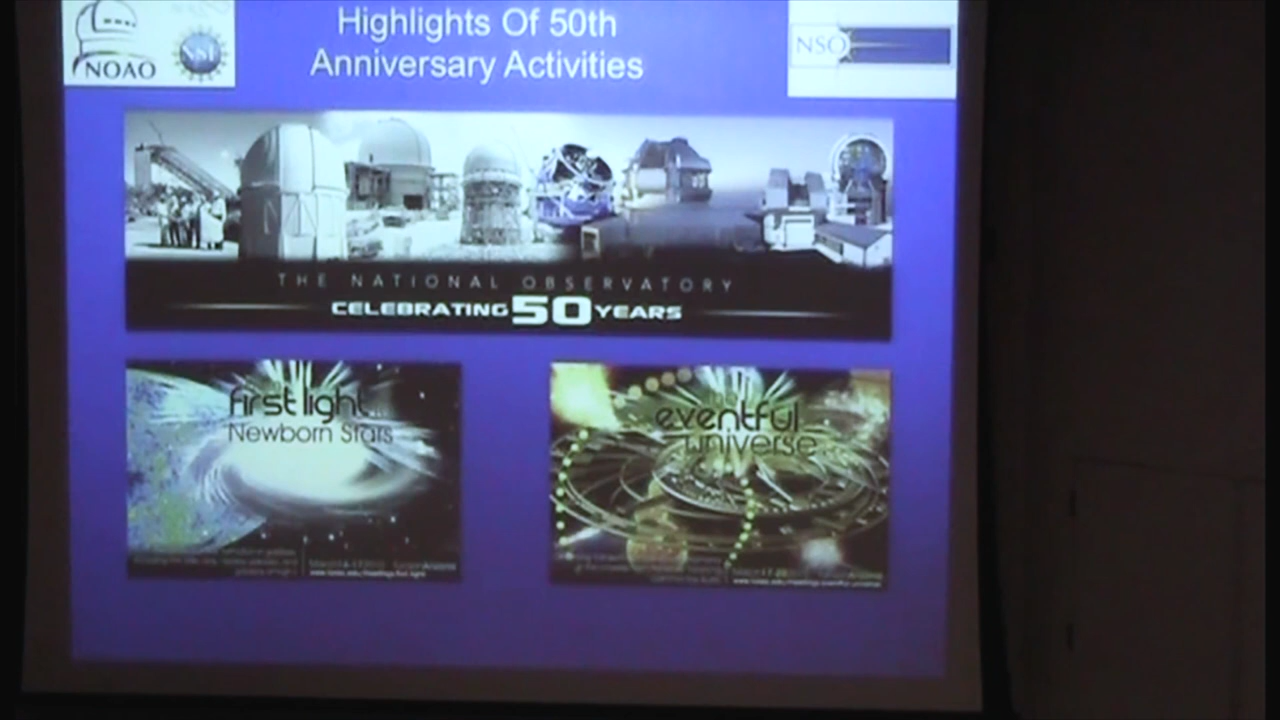 NOAO
NSF
Highlights Of 50th
Anniversary Activities
NSO
THE NATIONAL OBSERVATORY
CELEBRATING 50 YEARS
first light...
Newborn Stars
eventful
universe